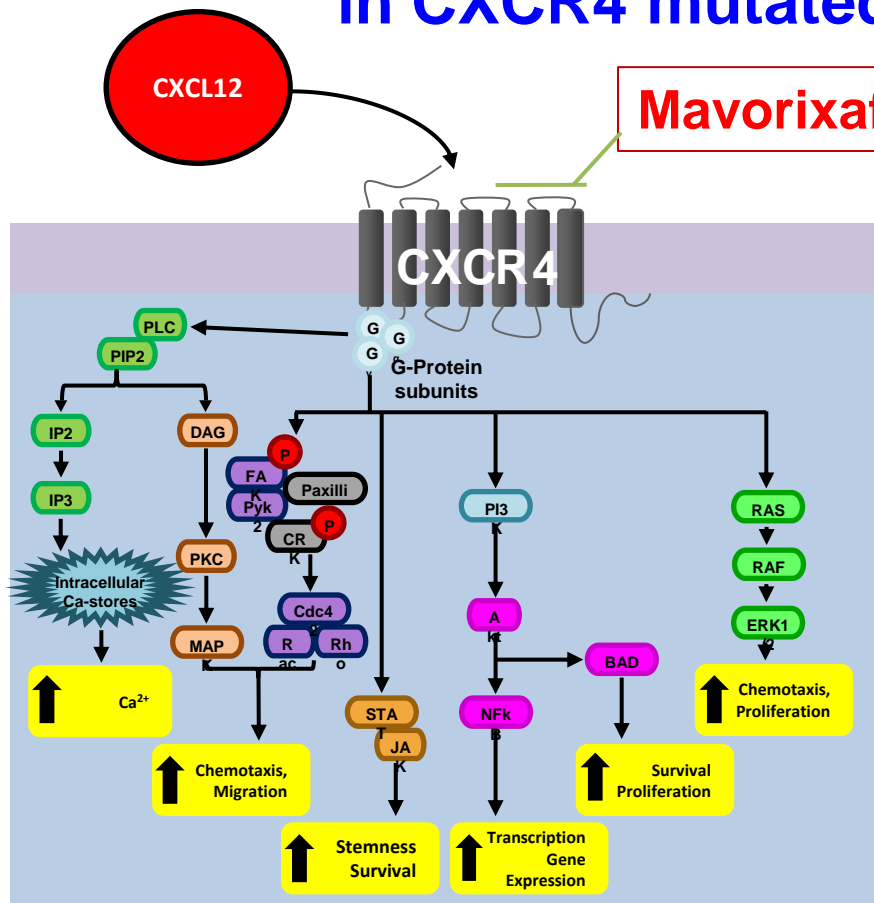 in CXCR4 mutated
CXCL12
Mavorixaf
CXCR4
G
G
G
G-Protein
subunits
PLC
PIP2
IP2
IP3
Intracellular
Ca-stores
Ca2+
DAG
PKC
MAP
K
Chemotaxis,
Migration
P
FA
K
Pyk
2
Paxilli
P
CR
K
Cdc4
2
R
ac
Rh
o
STA
T
JA
K
Stemness
Survival
PI3
K
A
kt
NFk
B
Transcription
Gene
Expression
BAD
Survival
Proliferation
RAS
RAF
ERK1
/2
Chemotaxis,
Proliferation